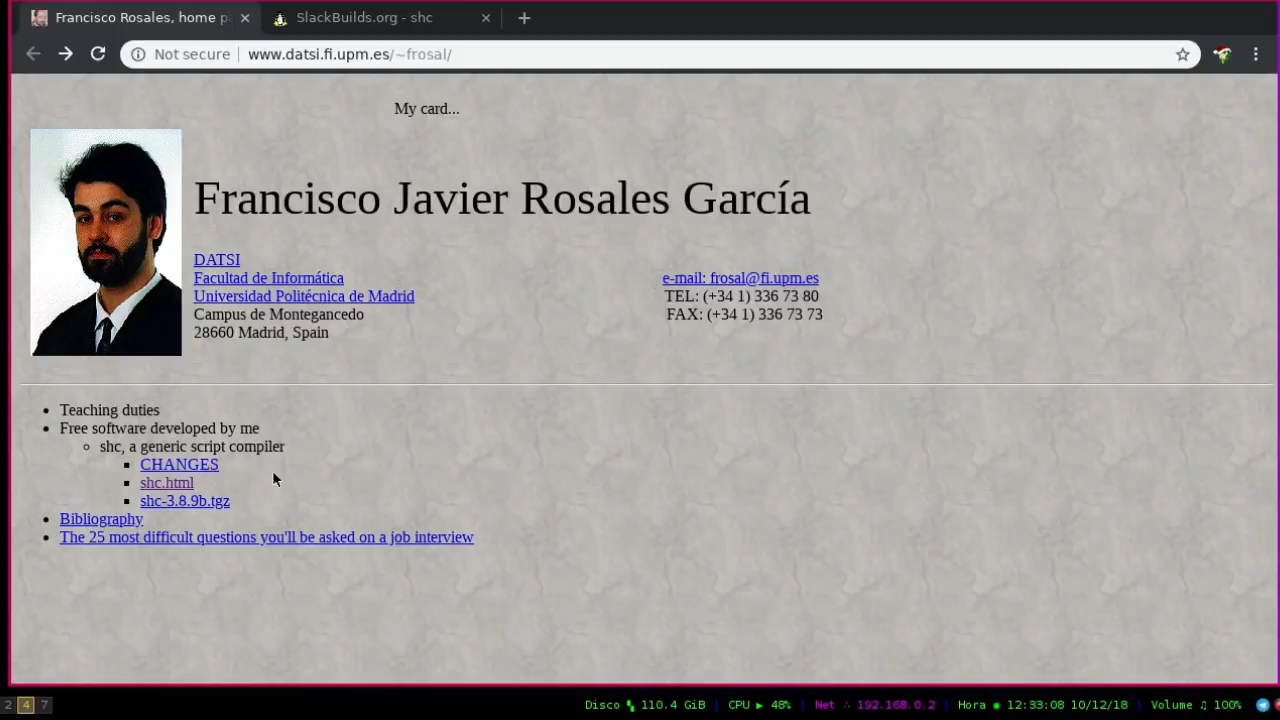 Francisco Rosales, home p
SlackBuilds.org - shc
Not secure www.datsi.fi.upm.es/~frosal/
My card...
Francisco Javier Rosales García
DATSI
Facultad de Informática
Universidad Politécnica de Madrid
Campus de Montegancedo
28660 Madrid, Spain
e-mail: frosal@fi.upm.es
TEL: (+34 1) 336 73 80
FAX: (+34 1) 336 73 73
Teaching duties
Free software developed by me
shc, a generic script compiler
CHANGES
shc.html
shc-3.8.9b.tgz
Bibliography
The 25 most difficult questions you'll be asked on a job interview
2 4 7
Disco 110.4 GiB | CPU 48% | Net 192.168.0.2 | Hora 12:33:08 10/12/18 | Volume ♫ 100%